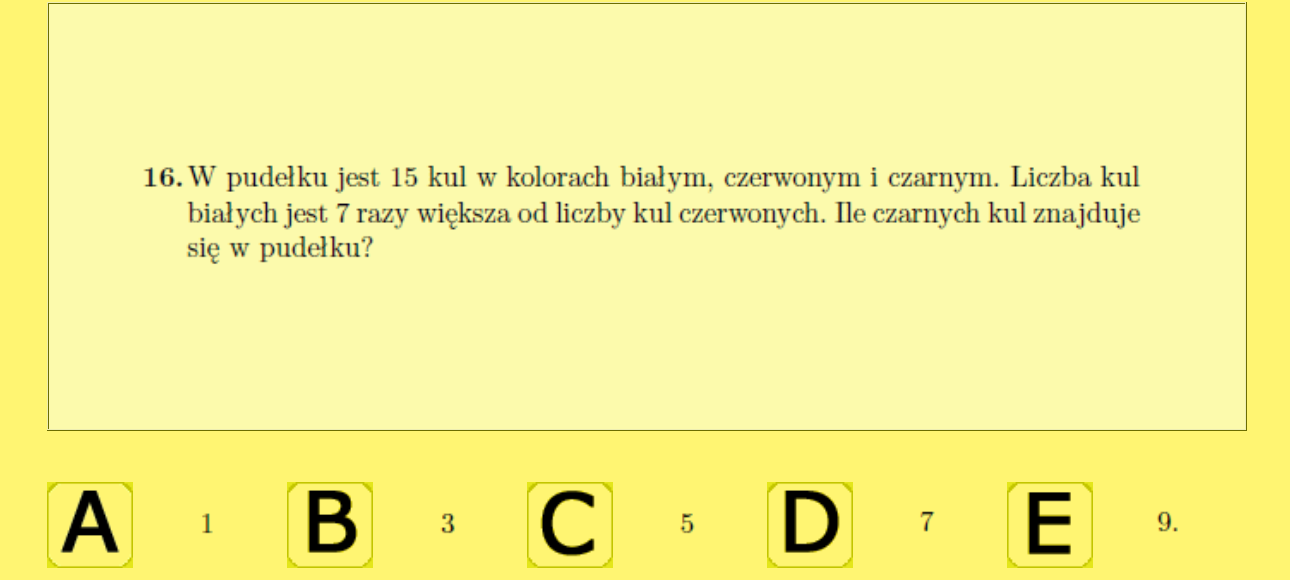 16. W pudełku jest 15 kul w kolorach białym, czerwonym i czarnym. Liczba kul
białych jest 7 razy większa od liczby kul czerwonych. Ile czarnych kul znajduje
się w pudełku?
A 1 B 3 C 5 D 7 E 9.